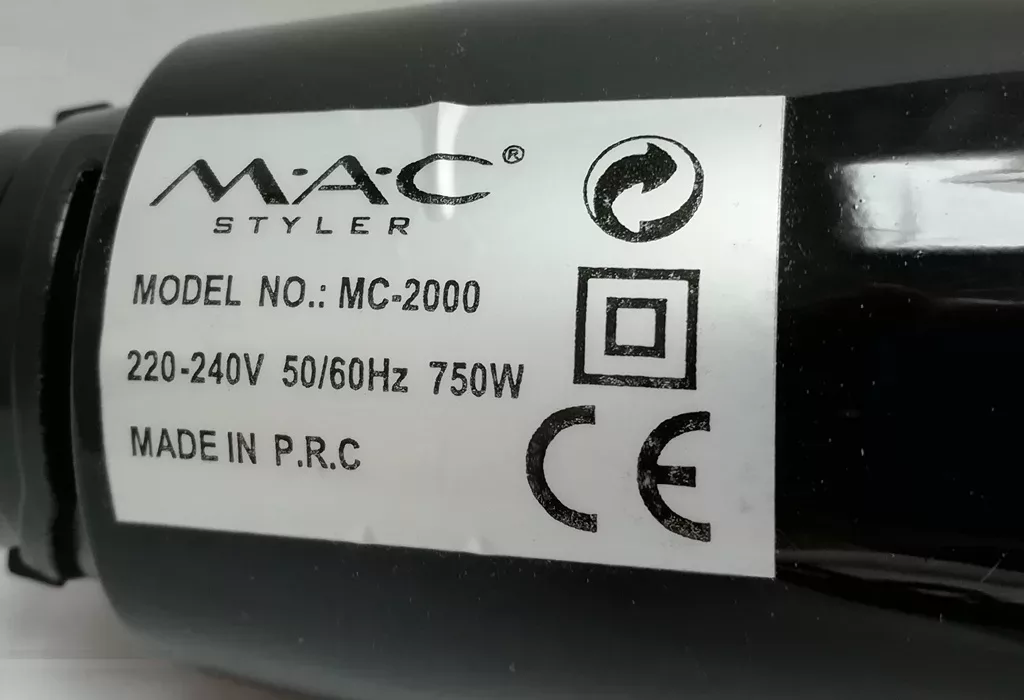 M·A·C®
STYLER
MODEL NO.: MC-2000
220-240V 50/60Hz 750W
MADE IN P.R.C
CE